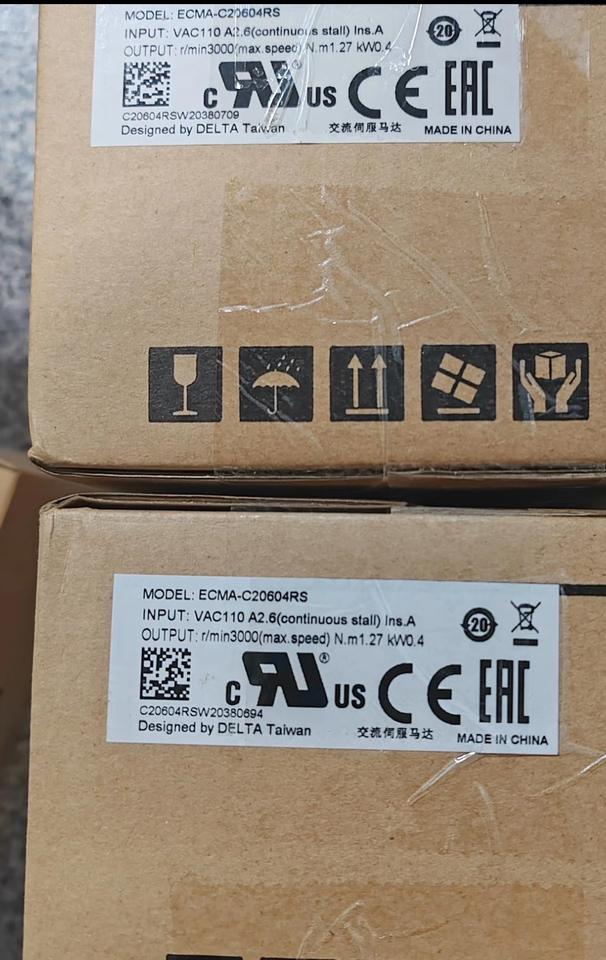 MODEL: ECMA-C20604RS
INPUT: VAC110 A2.6(continuous stall) Ins.A
OUTPUT: r/min3000(max.speed) N.m1.27 kW0.4
20
C RU® US CE EAC
C20604RSW20380709
Designed by DELTA Taiwan
交流伺服马达
MADE IN CHINA
MODEL: ECMA-C20604RS
INPUT: VAC110 A2.6(continuous stall) Ins.A
OUTPUT: r/min3000(max.speed) N.m1.27 kW0.4
20
C RU® US CE EAC
C20604RSW20380694
Designed by DELTA Taiwan
交流伺服马达
MADE IN CHINA